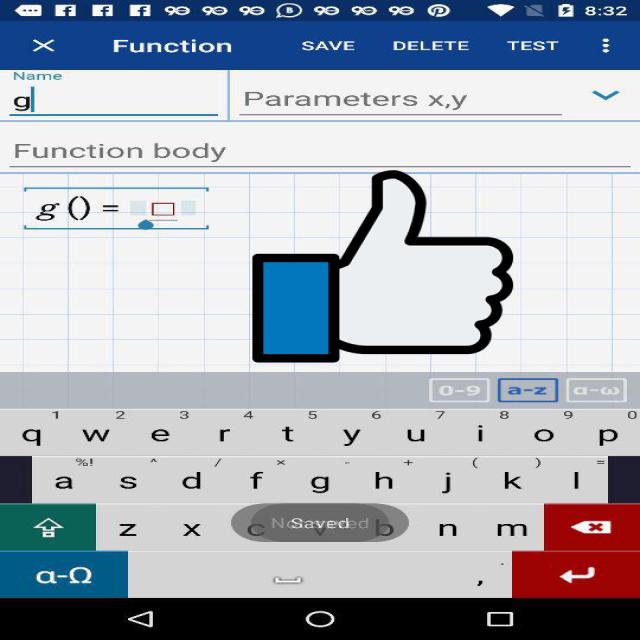 8:32
Function SAVE DELETE TEST
Name
g
Parameters x,y
Function body
g () =
0-9 a-z α-ω
1 2 3 4 5 6 7 8 9 0
q w e r t y u i o p
%! ^ / × - + ( ) =
a s d f g h j k l
z x c v b n m
Saved
α-Ω , .